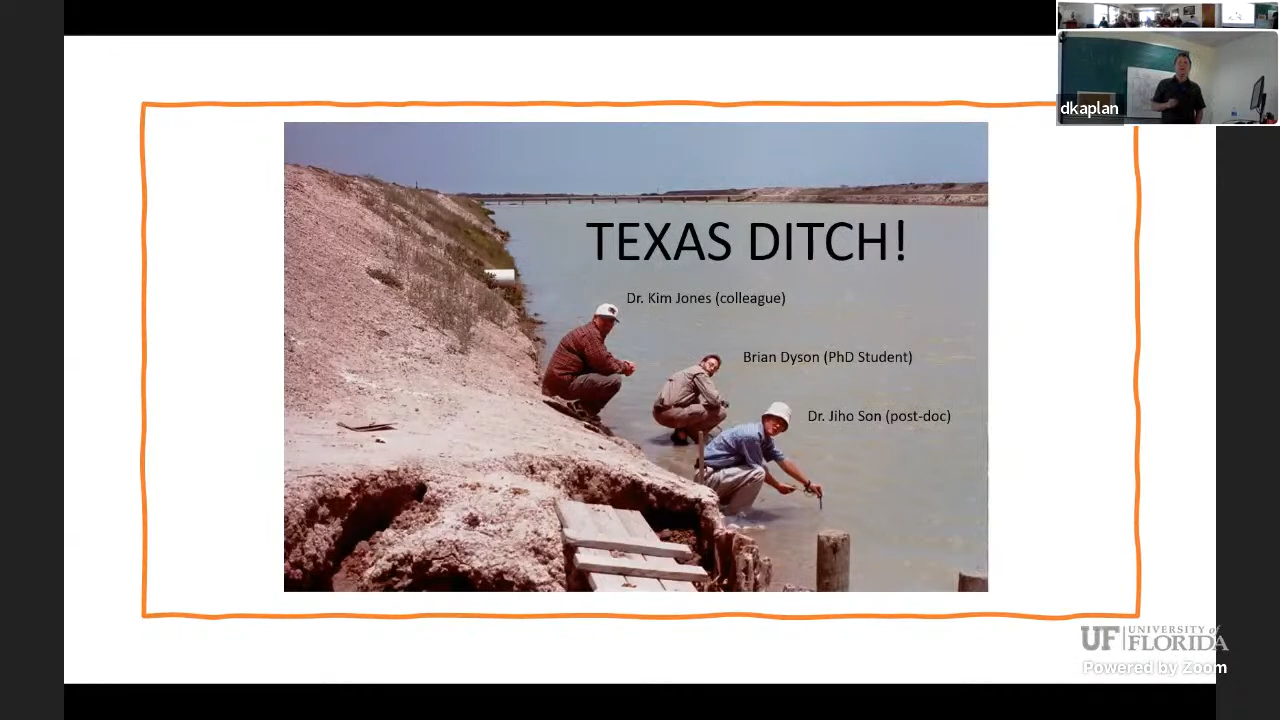 dkaplan
TEXAS DITCH!
Dr. Kim Jones (colleague)
Brian Dyson (PhD Student)
Dr. Jiho Son (post-doc)
UF UNIVERSITY of
FLORIDA
Powered by Zoom